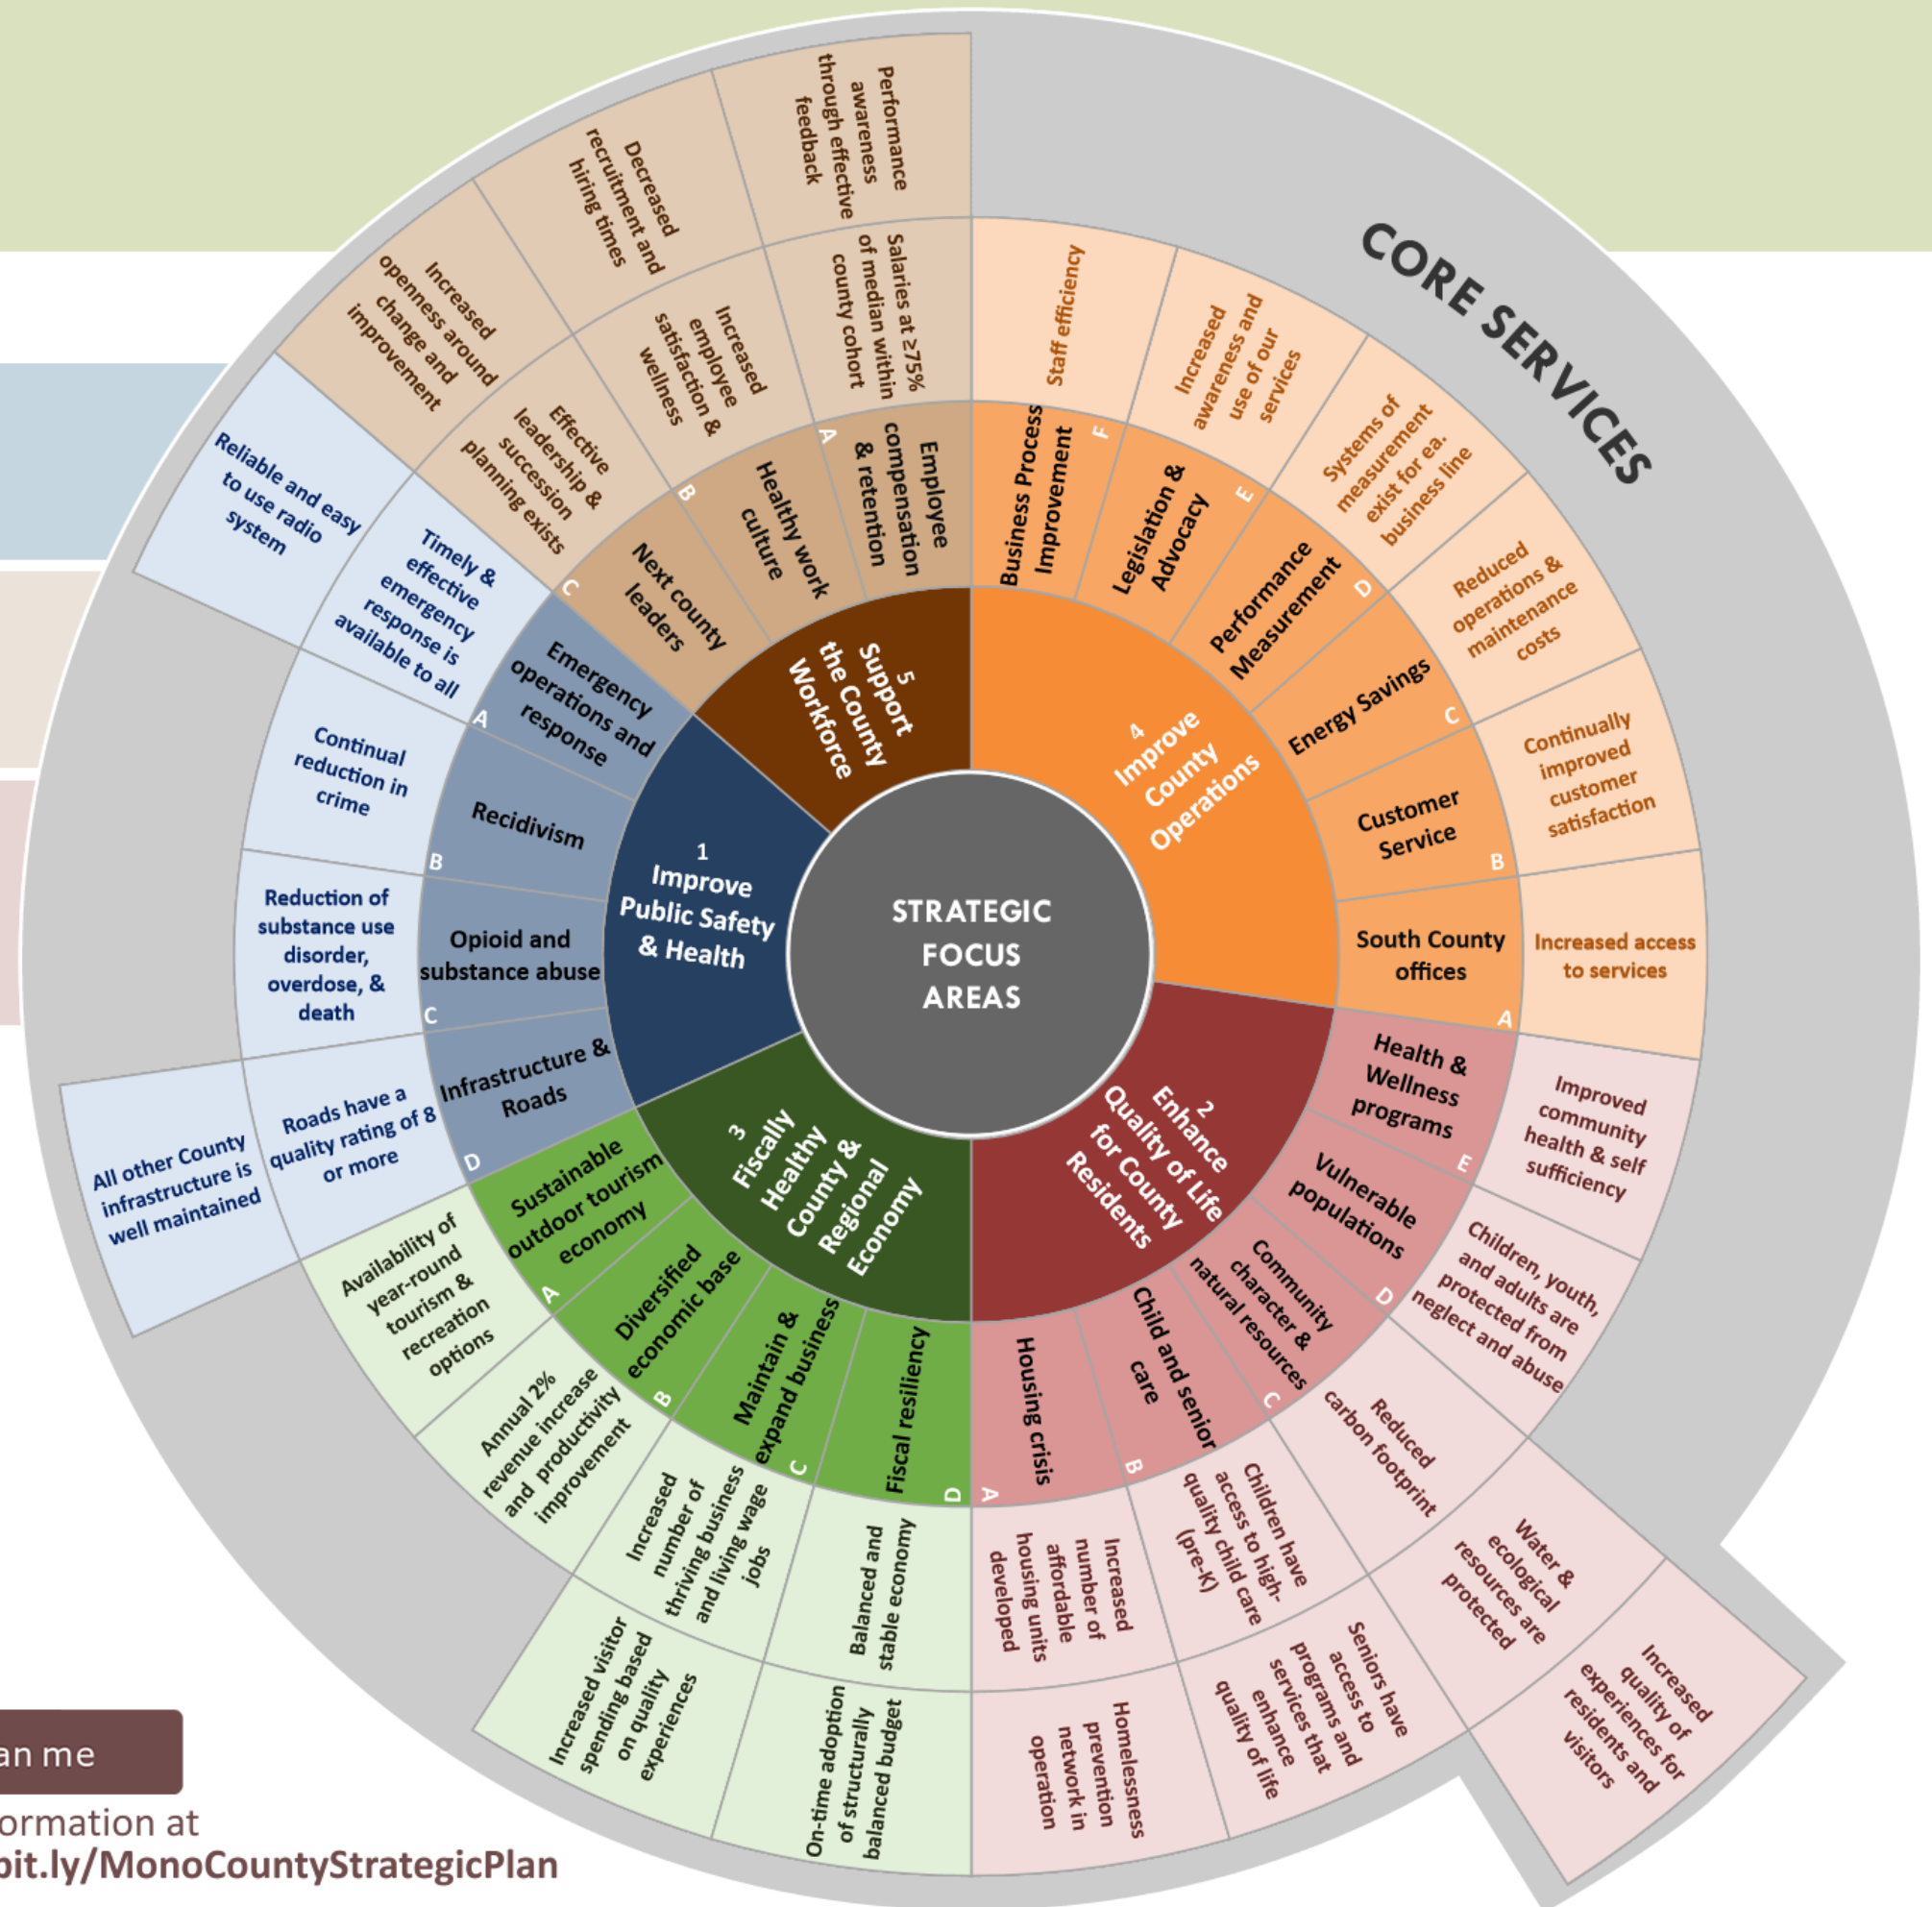 CORE SERVICES
STRATEGIC
FOCUS
AREAS
1
Improve
Public Safety
& Health
A
Emergency
operations and
response
Timely &
effective
emergency
response is
available to all
Reliable and easy
to use radio
system
B
Recidivism
Continual
reduction in
crime
C
Opioid and
substance abuse
Reduction of
substance use
disorder,
overdose, &
death
D
Infrastructure &
Roads
Roads have a
quality rating of 8
or more
All other County
infrastructure is
well maintained
2
Enhance
Quality of Life
for County
Residents
A
Housing crisis
Increased
number of
affordable
housing units
developed
Homelessness
prevention
network in
operation
B
Child and senior
care
Children have
access to high-
quality child care
(pre-K)
Seniors have
access to
programs and
services that
enhance
quality of life
C
Community
character &
natural resources
Reduced
carbon footprint
Water &
ecological
resources are
protected
Increased
quality of
experiences for
residents and
visitors
D
Vulnerable
populations
Children, youth,
and adults are
protected from
neglect and abuse
E
Health &
Wellness
programs
Improved
community
health & self
sufficiency
3
Fiscally
Healthy
County &
Regional
Economy
A
Sustainable
outdoor tourism
economy
Availability of
year-round
tourism &
recreation
options
B
Diversified
economic base
Annual 2%
revenue increase
and productivity
improvement
C
Maintain &
expand business
Increased
number of
thriving business
and living wage
jobs
Increased visitor
spending based
on quality
experiences
D
Fiscal resiliency
Balanced and
stable economy
On-time adoption
of structurally
balanced budget
4
Improve
County
Operations
A
South County
offices
Increased access
to services
B
Customer
Service
Continually
improved
customer
satisfaction
C
Energy Savings
Reduced
operations &
maintenance
costs
D
Performance
Measurement
Systems of
measurement
exist for ea.
business line
E
Legislation &
Advocacy
Increased
awareness and
use of our
services
F
Business Process
Improvement
Staff efficiency
5
Support
the County
Workforce
A
Employee
compensation
& retention
Salaries at ≥75%
of median within
county cohort
Performance
awareness
through effective
feedback
B
Healthy work
culture
Increased
employee
satisfaction &
wellness
Decreased
recruitment and
hiring times
C
Next county
leaders
Effective
leadership &
succession
planning exists
Increased
openness around
change and
improvement
an me
ormation at
bit.ly/MonoCountyStrategicPlan